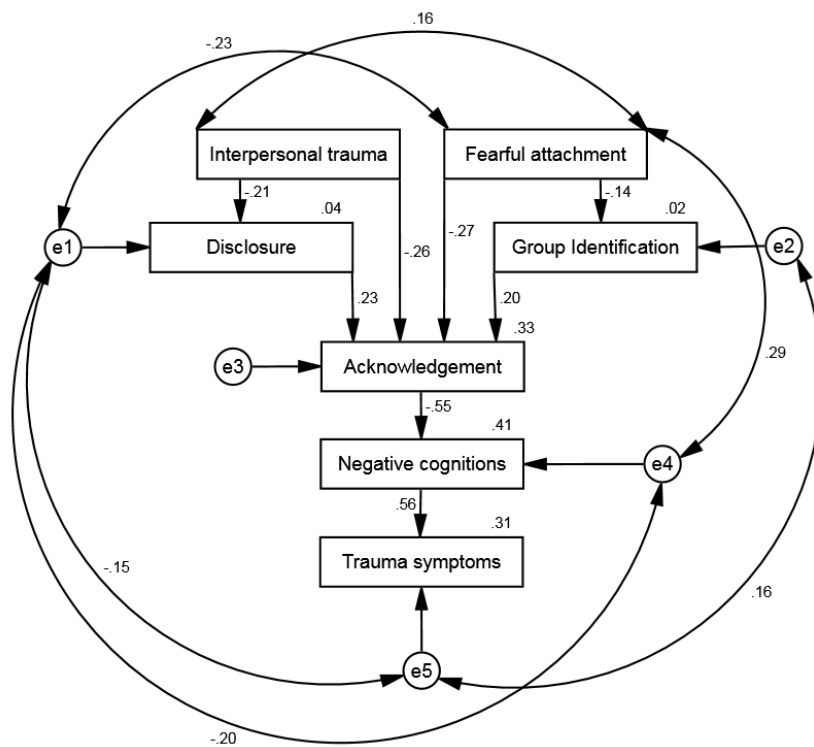 .16
-.23
Interpersonal trauma
Fearful attachment
-.21
.04
-.14
.02
e1
Disclosure
-.26
-.27
Group Identification
e2
.23
.20
.33
e3
Acknowledgement
.29
-.55
.41
Negative cognitions
e4
.56
.31
Trauma symptoms
-.15
.16
e5
-.20